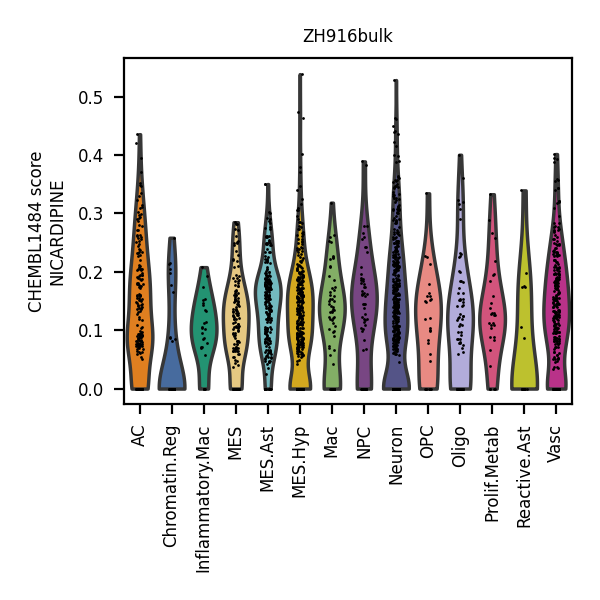 ZH916bulk
CHEMBL1484 score
NICARDIPINE
0.5
0.4
0.3
0.2
0.1
0.0
AC
Chromatin.Reg
Inflammatory.Mac
MES
MES.Ast
MES.Hyp
Mac
NPC
Neuron
OPC
Oligo
Prolif.Metab
Reactive.Ast
Vasc